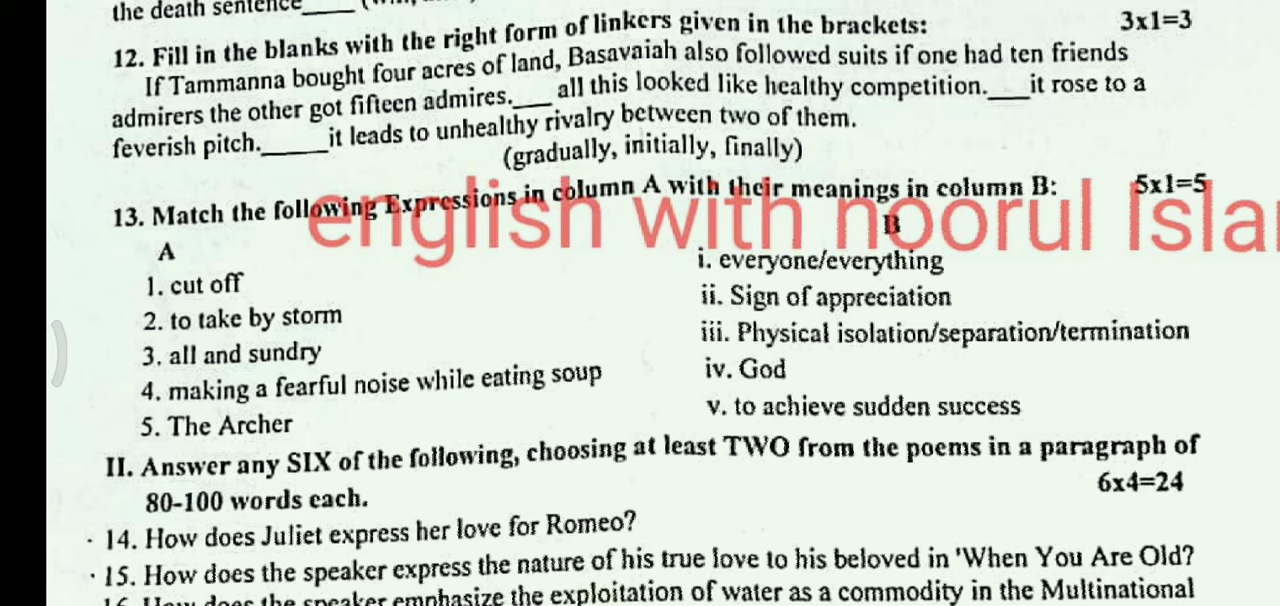 the death sentence____ (
12. Fill in the blanks with the right form of linkers given in the brackets: 3x1=3
If Tammanna bought four acres of land, Basavaiah also followed suits if one had ten friends
admirers the other got fifteen admires.____ all this looked like healthy competition.____it rose to a
feverish pitch._____it leads to unhealthy rivalry between two of them.
(gradually, initially, finally)
13. Match the following Expressions in column A with their meanings in column B: 5x1=5
english with noorul Isla
A B
1. cut off i. everyone/everything
2. to take by storm ii. Sign of appreciation
3. all and sundry iii. Physical isolation/separation/termination
4. making a fearful noise while eating soup iv. God
5. The Archer v. to achieve sudden success
II. Answer any SIX of the following, choosing at least TWO from the poems in a paragraph of
80-100 words each. 6x4=24
· 14. How does Juliet express her love for Romeo?
· 15. How does the speaker express the nature of his true love to his beloved in 'When You Are Old?
16. How does the speaker emphasize the exploitation of water as a commodity in the Multinational